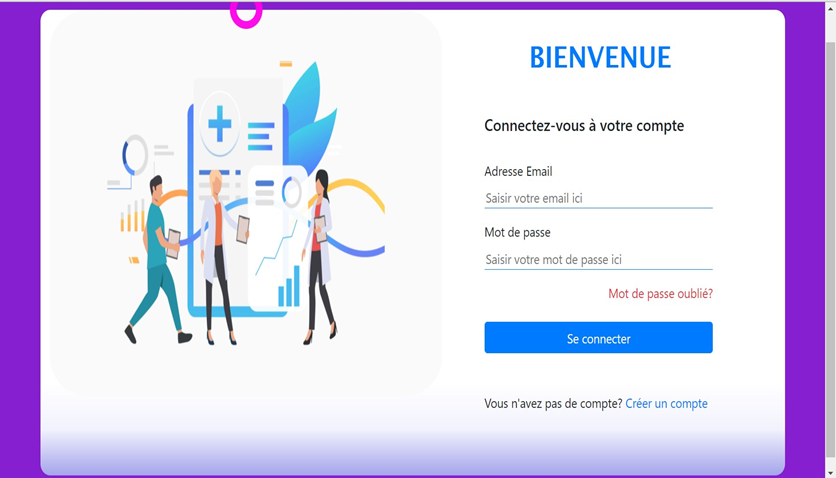 BIENVENUE
Connectez-vous à votre compte
Adresse Email
Saisir votre email ici
Mot de passe
Saisir votre mot de passe ici
Mot de passe oublié?
Se connecter
Vous n'avez pas de compte? Créer un compte